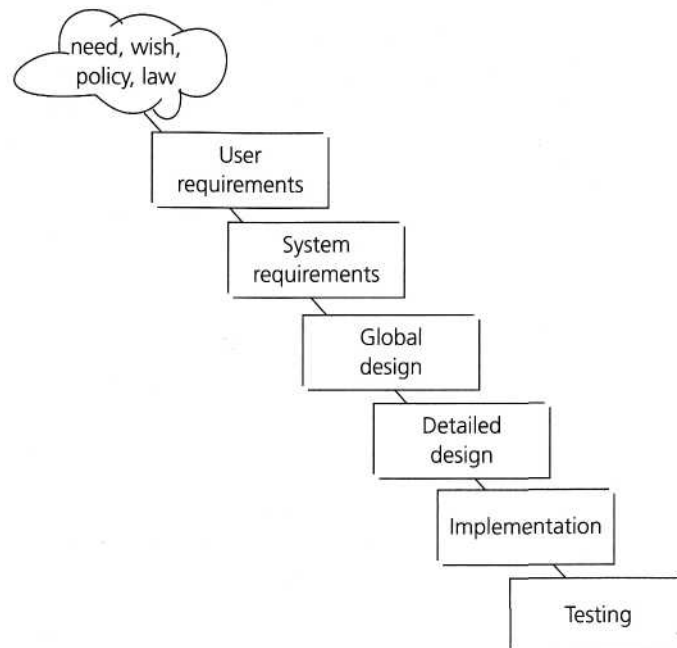 need, wish,
policy, law
User
requirements
System
requirements
Global
design
Detailed
design
Implementation
Testing